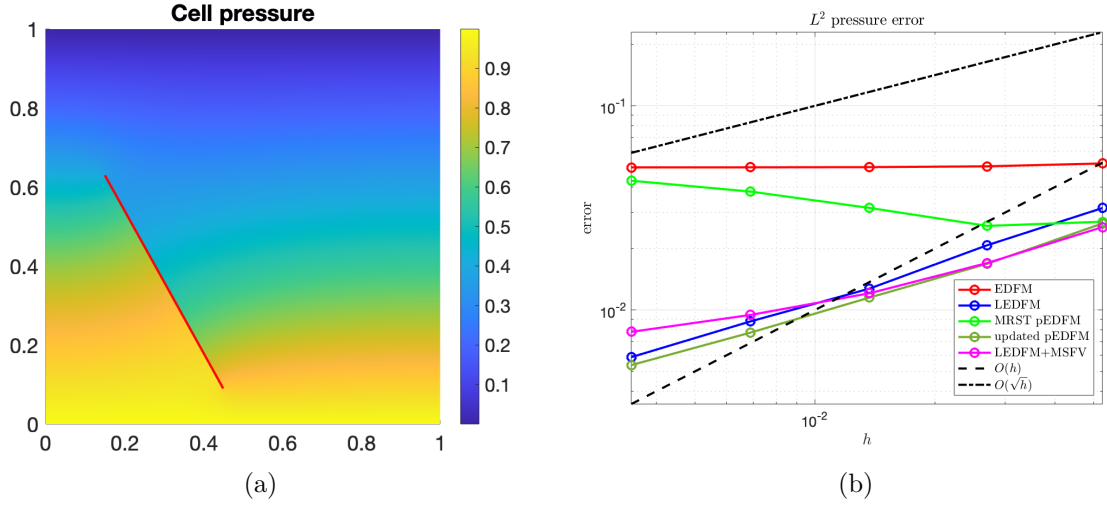 Cell pressure
1
0.8
0.6
0.4
0.2
0
0 0.2 0.4 0.6 0.8 1
0.9
0.8
0.7
0.6
0.5
0.4
0.3
0.2
0.1
(a)
L² pressure error
10⁻¹
10⁻²
error
10⁻²
h
EDFM
LEDFM
MRST pEDFM
updated pEDFM
LEDFM+MSFV
O(h)
O(√h)
(b)